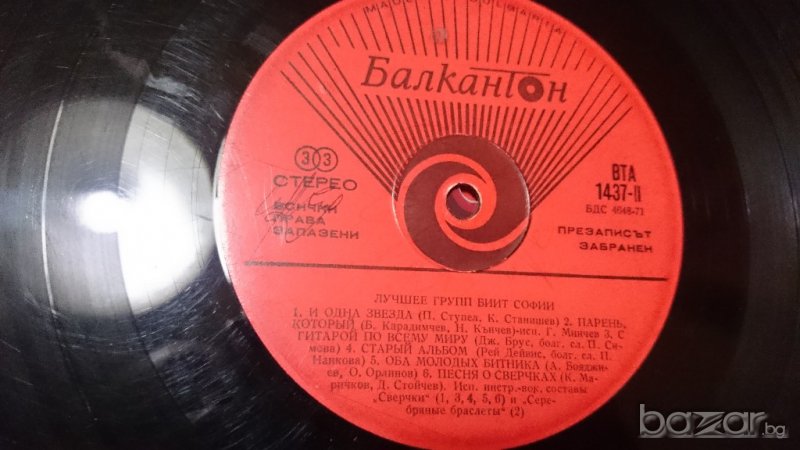 MADE IN BULGARIA
Балкантон
33
СТЕРЕО
ВСИЧКИ
ПРАВА
ЗАПАЗЕНИ
ВТА
1437-II
БДС 4648-71
ПРЕЗАПИСЪТ
ЗАБРАНЕН
ЛУЧШЕЕ ГРУПП БИИТ СОФИИ
1. И ОДНА ЗВЕЗДА (П. Ступел, К. Станишев) 2. ПАРЕНЬ,
КОТОРЫЙ (Б. Карадимчев, Н. Кънчев)-исп. Г. Минчев 3. С
ГИТАРОЙ ПО ВСЕМУ МИРУ (Дж. Брус, болг. сл. П. Си-
мова) 4. СТАРЫЙ АЛЬБОМ (Рей Дейвис, болг. сл. П.
Панкова) 5. ОБА МОЛОДЫХ БИТНИКА (А. Бояджи-
ев, О. Орлинов) 6. ПЕСНЯ О СВЕРЧКАХ (К. Ма-
ричков, Д. Стойчев). Исп. инстр.-вок. составы
„Сверчки" (1, 3, 4, 5, 6) и „Сереб-
бряные браслеты" (2)
bazar.bg